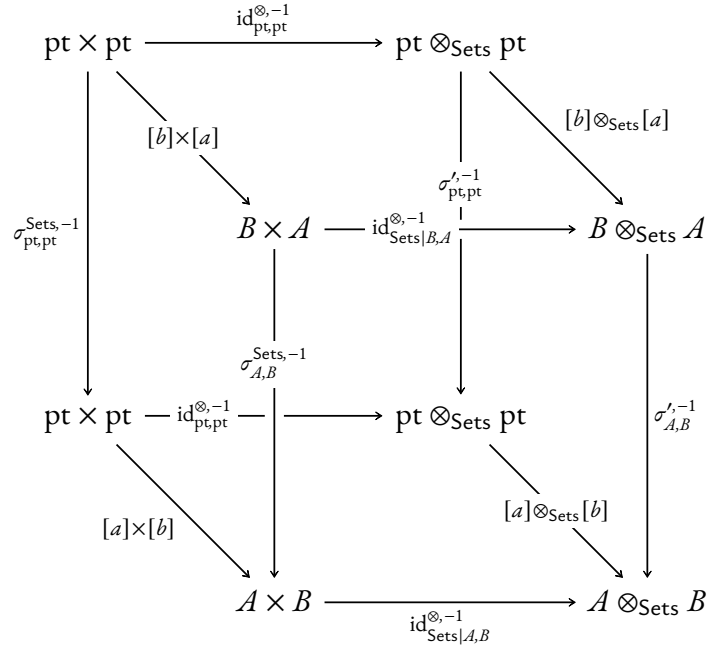 pt × pt
id^{⊗,−1}_{pt,pt}
pt ⊗_{Sets} pt
[b]×[a]
[b]⊗_{Sets}[a]
σ^{Sets,−1}_{pt,pt}
σ^{′,−1}_{pt,pt}
B × A
id^{⊗,−1}_{Sets|B,A}
B ⊗_{Sets} A
σ^{Sets,−1}_{A,B}
σ^{′,−1}_{A,B}
pt × pt
id^{⊗,−1}_{pt,pt}
pt ⊗_{Sets} pt
[a]×[b]
[a]⊗_{Sets}[b]
A × B
id^{⊗,−1}_{Sets|A,B}
A ⊗_{Sets} B